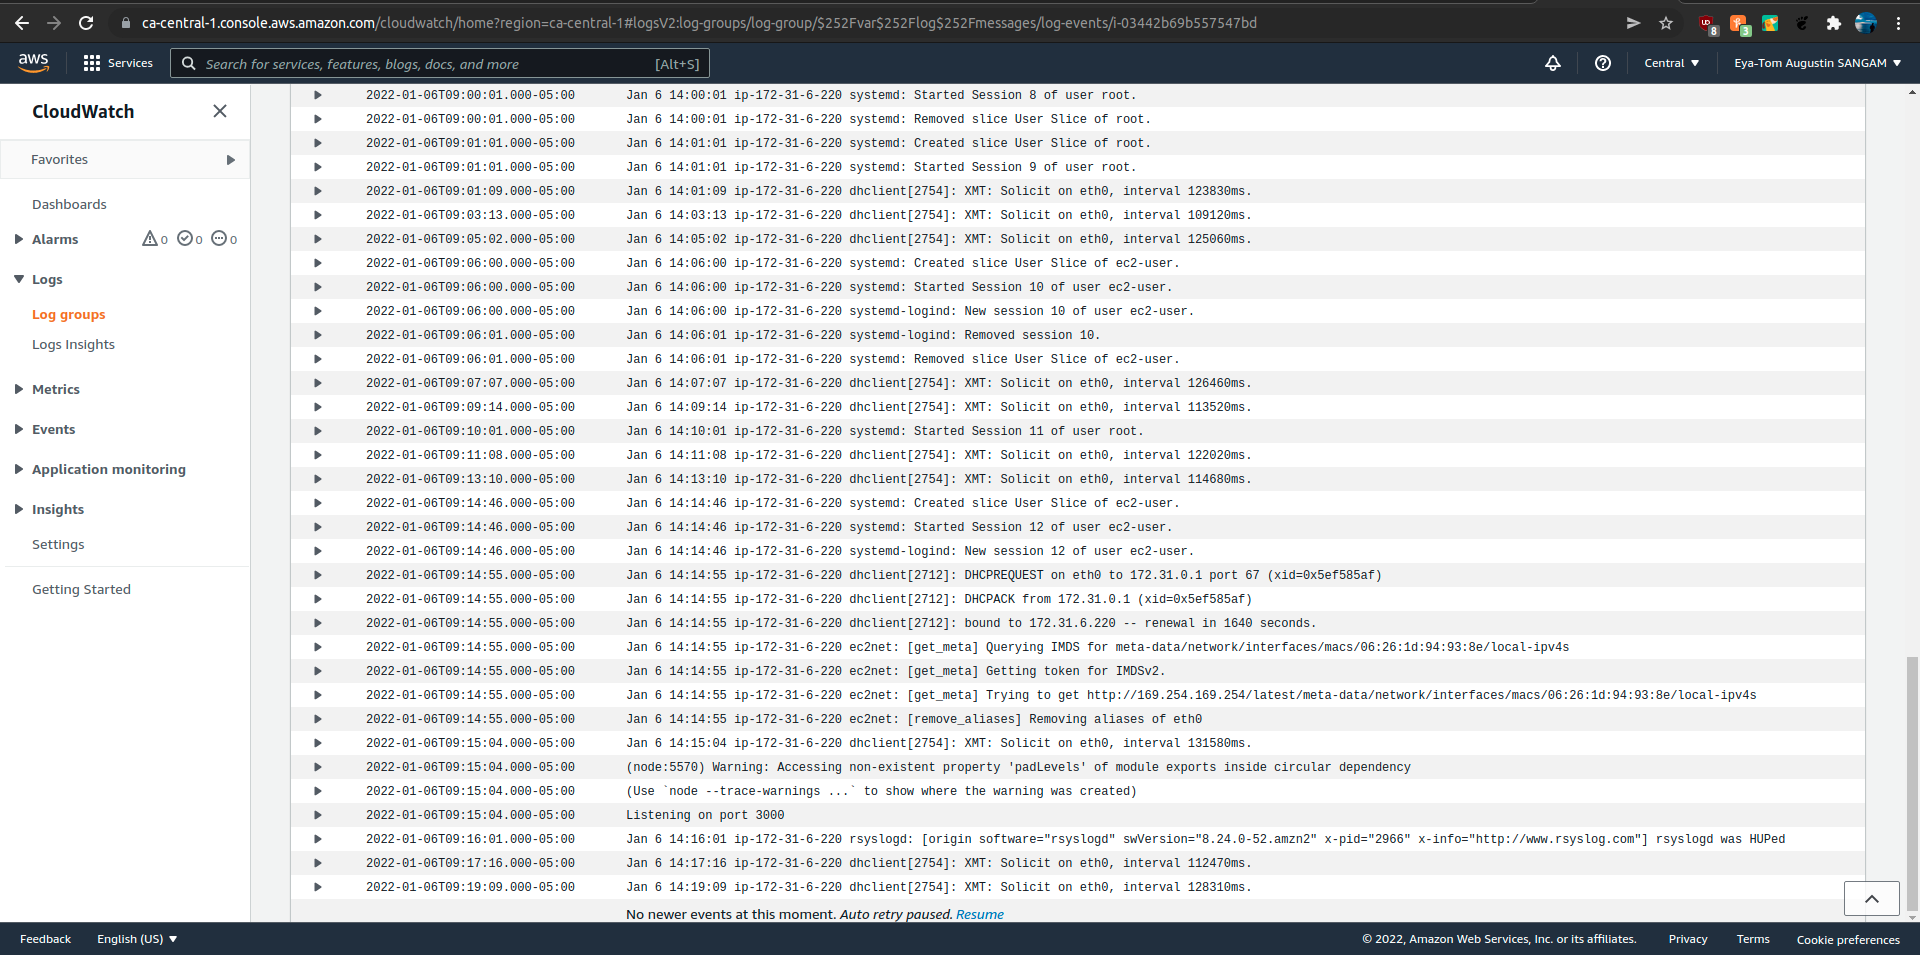 ca-central-1.console.aws.amazon.com/cloudwatch/home?region=ca-central-1#logsV2:log-groups/log-group/$252Fvar$252Flog$252Fmessages/log-events/i-03442b69b557547bd
8
3
aws
Services
Search for services, features, blogs, docs, and more [Alt+S]
Central
Eya-Tom Augustin SANGAM
CloudWatch
Favorites
Dashboards
Alarms 0 0 0
Logs
Log groups
Logs Insights
Metrics
Events
Application monitoring
Insights
Settings
Getting Started
2022-01-06T09:00:01.000-05:00 Jan 6 14:00:01 ip-172-31-6-220 systemd: Started Session 8 of user root.
2022-01-06T09:00:01.000-05:00 Jan 6 14:00:01 ip-172-31-6-220 systemd: Removed slice User Slice of root.
2022-01-06T09:01:01.000-05:00 Jan 6 14:01:01 ip-172-31-6-220 systemd: Created slice User Slice of root.
2022-01-06T09:01:01.000-05:00 Jan 6 14:01:01 ip-172-31-6-220 systemd: Started Session 9 of user root.
2022-01-06T09:01:09.000-05:00 Jan 6 14:01:09 ip-172-31-6-220 dhclient[2754]: XMT: Solicit on eth0, interval 123830ms.
2022-01-06T09:03:13.000-05:00 Jan 6 14:03:13 ip-172-31-6-220 dhclient[2754]: XMT: Solicit on eth0, interval 109120ms.
2022-01-06T09:05:02.000-05:00 Jan 6 14:05:02 ip-172-31-6-220 dhclient[2754]: XMT: Solicit on eth0, interval 125060ms.
2022-01-06T09:06:00.000-05:00 Jan 6 14:06:00 ip-172-31-6-220 systemd: Created slice User Slice of ec2-user.
2022-01-06T09:06:00.000-05:00 Jan 6 14:06:00 ip-172-31-6-220 systemd: Started Session 10 of user ec2-user.
2022-01-06T09:06:00.000-05:00 Jan 6 14:06:00 ip-172-31-6-220 systemd-logind: New session 10 of user ec2-user.
2022-01-06T09:06:01.000-05:00 Jan 6 14:06:01 ip-172-31-6-220 systemd-logind: Removed session 10.
2022-01-06T09:06:01.000-05:00 Jan 6 14:06:01 ip-172-31-6-220 systemd: Removed slice User Slice of ec2-user.
2022-01-06T09:07:07.000-05:00 Jan 6 14:07:07 ip-172-31-6-220 dhclient[2754]: XMT: Solicit on eth0, interval 126460ms.
2022-01-06T09:09:14.000-05:00 Jan 6 14:09:14 ip-172-31-6-220 dhclient[2754]: XMT: Solicit on eth0, interval 113520ms.
2022-01-06T09:10:01.000-05:00 Jan 6 14:10:01 ip-172-31-6-220 systemd: Started Session 11 of user root.
2022-01-06T09:11:08.000-05:00 Jan 6 14:11:08 ip-172-31-6-220 dhclient[2754]: XMT: Solicit on eth0, interval 122020ms.
2022-01-06T09:13:10.000-05:00 Jan 6 14:13:10 ip-172-31-6-220 dhclient[2754]: XMT: Solicit on eth0, interval 114680ms.
2022-01-06T09:14:46.000-05:00 Jan 6 14:14:46 ip-172-31-6-220 systemd: Created slice User Slice of ec2-user.
2022-01-06T09:14:46.000-05:00 Jan 6 14:14:46 ip-172-31-6-220 systemd: Started Session 12 of user ec2-user.
2022-01-06T09:14:46.000-05:00 Jan 6 14:14:46 ip-172-31-6-220 systemd-logind: New session 12 of user ec2-user.
2022-01-06T09:14:55.000-05:00 Jan 6 14:14:55 ip-172-31-6-220 dhclient[2712]: DHCPREQUEST on eth0 to 172.31.0.1 port 67 (xid=0x5ef585af)
2022-01-06T09:14:55.000-05:00 Jan 6 14:14:55 ip-172-31-6-220 dhclient[2712]: DHCPACK from 172.31.0.1 (xid=0x5ef585af)
2022-01-06T09:14:55.000-05:00 Jan 6 14:14:55 ip-172-31-6-220 dhclient[2712]: bound to 172.31.6.220 -- renewal in 1640 seconds.
2022-01-06T09:14:55.000-05:00 Jan 6 14:14:55 ip-172-31-6-220 ec2net: [get_meta] Querying IMDS for meta-data/network/interfaces/macs/06:26:1d:94:93:8e/local-ipv4s
2022-01-06T09:14:55.000-05:00 Jan 6 14:14:55 ip-172-31-6-220 ec2net: [get_meta] Getting token for IMDSv2.
2022-01-06T09:14:55.000-05:00 Jan 6 14:14:55 ip-172-31-6-220 ec2net: [get_meta] Trying to get http://169.254.169.254/latest/meta-data/network/interfaces/macs/06:26:1d:94:93:8e/local-ipv4s
2022-01-06T09:14:55.000-05:00 Jan 6 14:14:55 ip-172-31-6-220 ec2net: [remove_aliases] Removing aliases of eth0
2022-01-06T09:15:04.000-05:00 Jan 6 14:15:04 ip-172-31-6-220 dhclient[2754]: XMT: Solicit on eth0, interval 131580ms.
2022-01-06T09:15:04.000-05:00 (node:5570) Warning: Accessing non-existent property 'padLevels' of module exports inside circular dependency
2022-01-06T09:15:04.000-05:00 (Use `node --trace-warnings ...` to show where the warning was created)
2022-01-06T09:15:04.000-05:00 Listening on port 3000
2022-01-06T09:16:01.000-05:00 Jan 6 14:16:01 ip-172-31-6-220 rsyslogd: [origin software="rsyslogd" swVersion="8.24.0-52.amzn2" x-pid="2966" x-info="http://www.rsyslog.com"] rsyslogd was HUPed
2022-01-06T09:17:16.000-05:00 Jan 6 14:17:16 ip-172-31-6-220 dhclient[2754]: XMT: Solicit on eth0, interval 112470ms.
2022-01-06T09:19:09.000-05:00 Jan 6 14:19:09 ip-172-31-6-220 dhclient[2754]: XMT: Solicit on eth0, interval 128310ms.
No newer events at this moment. Auto retry paused. Resume
Feedback English (US) © 2022, Amazon Web Services, Inc. or its affiliates. Privacy Terms Cookie preferences